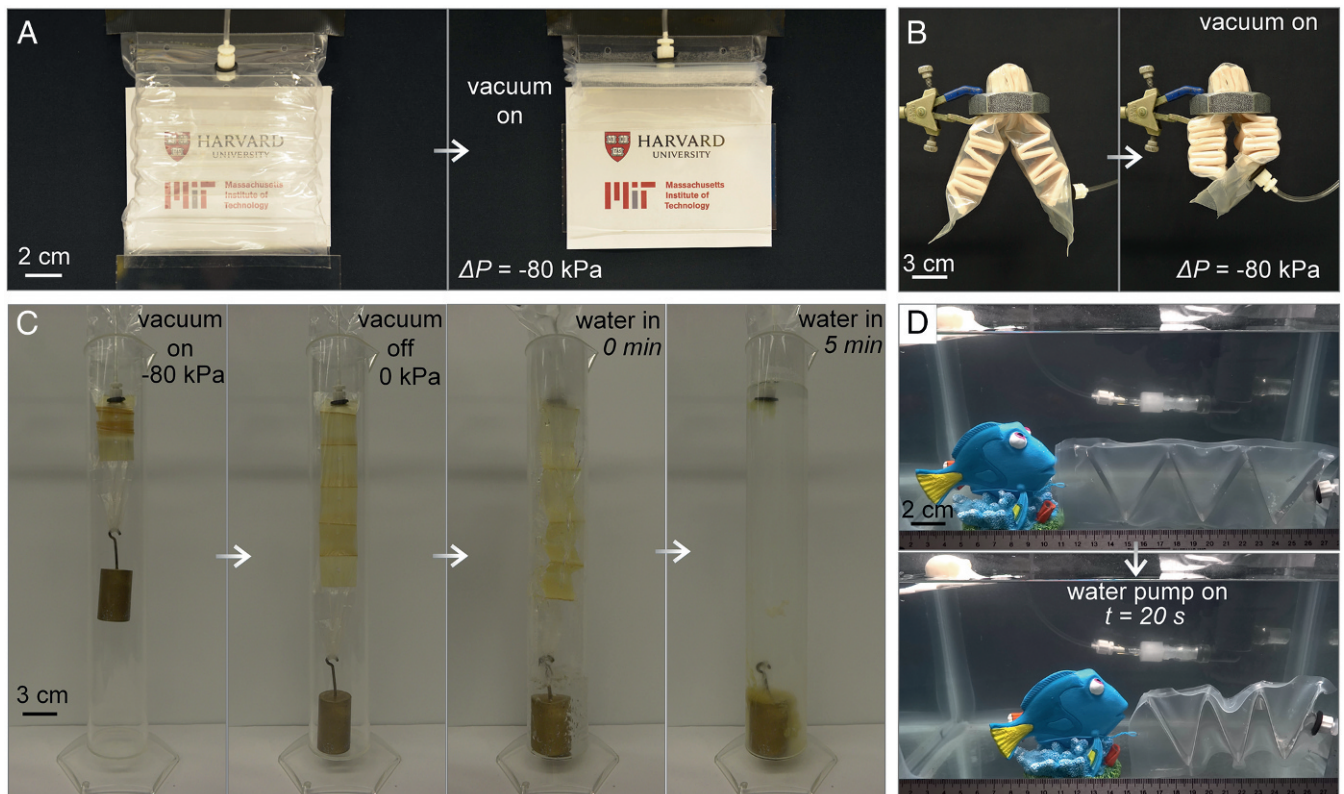 A
HARVARD
UNIVERSITY
MIT
Massachusetts
Institute of
Technology
2 cm
vacuum
on
HARVARD
UNIVERSITY
MIT
Massachusetts
Institute of
Technology
ΔP = -80 kPa
B
vacuum on
3 cm
ΔP = -80 kPa
C
vacuum
on
-80 kPa
3 cm
vacuum
off
0 kPa
water in
0 min
water in
5 min
D
2 cm
water pump on
t = 20 s